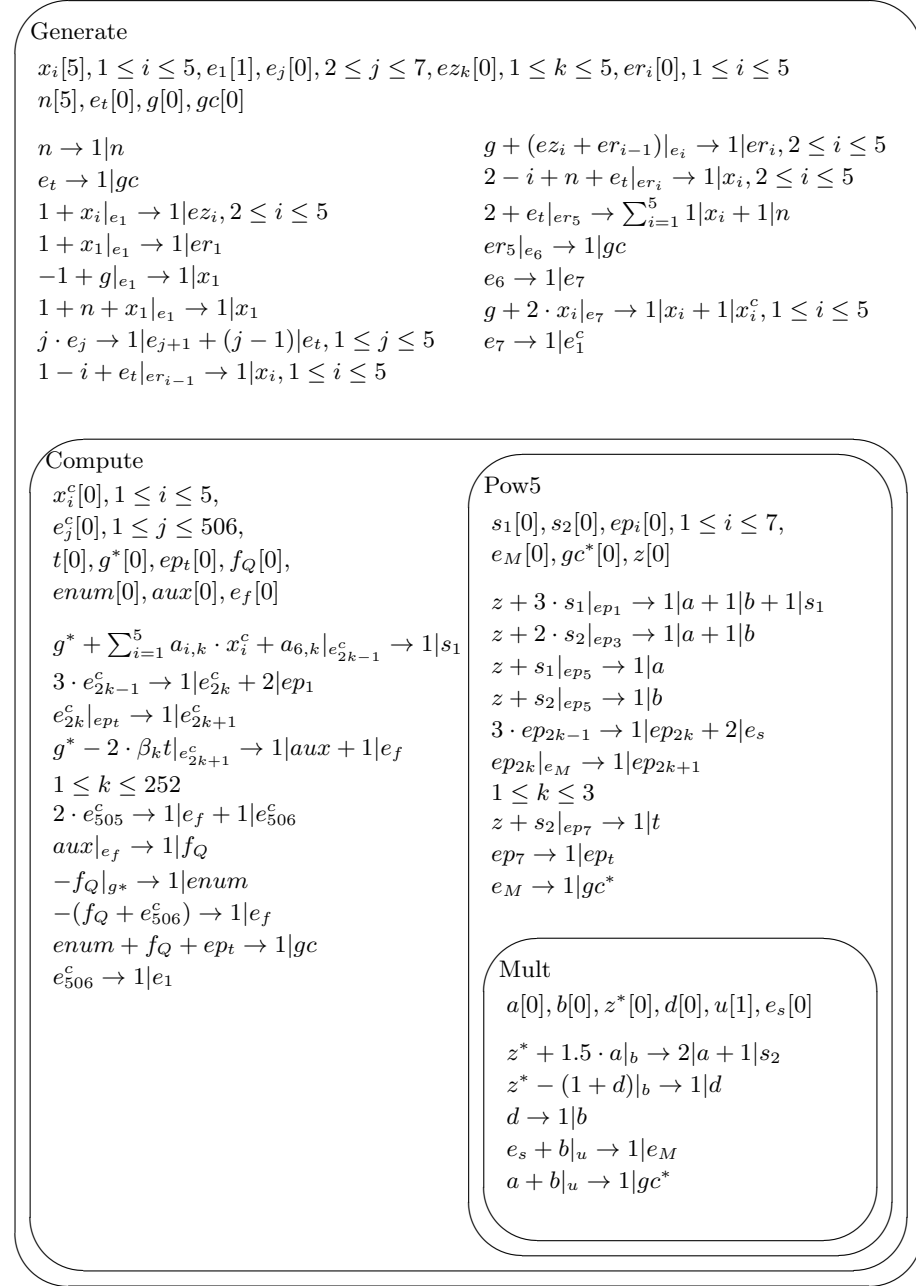 Generate
x_i[5], 1 ≤ i ≤ 5, e_1[1], e_j[0], 2 ≤ j ≤ 7, ez_k[0], 1 ≤ k ≤ 5, er_i[0], 1 ≤ i ≤ 5
n[5], e_t[0], g[0], gc[0]
n → 1|n
e_t → 1|gc
1 + x_i|_{e_1} → 1|ez_i, 2 ≤ i ≤ 5
1 + x_1|_{e_1} → 1|er_1
−1 + g|_{e_1} → 1|x_1
1 + n + x_1|_{e_1} → 1|x_1
j · e_j → 1|e_{j+1} + (j − 1)|e_t, 1 ≤ j ≤ 5
1 − i + e_t|_{er_{i−1}} → 1|x_i, 1 ≤ i ≤ 5
g + (ez_i + er_{i−1})|_{e_i} → 1|er_i, 2 ≤ i ≤ 5
2 − i + n + e_t|_{er_i} → 1|x_i, 2 ≤ i ≤ 5
2 + e_t|_{er_5} → ∑_{i=1}^{5} 1|x_i + 1|n
er_5|_{e_6} → 1|gc
e_6 → 1|e_7
g + 2 · x_i|_{e_7} → 1|x_i + 1|x_i^c, 1 ≤ i ≤ 5
e_7 → 1|e_1^c
Compute
x_i^c[0], 1 ≤ i ≤ 5,
e_j^c[0], 1 ≤ j ≤ 506,
t[0], g*[0], ep_t[0], f_Q[0],
enum[0], aux[0], e_f[0]
g* + ∑_{i=1}^{5} a_{i,k} · x_i^c + a_{6,k}|_{e_{2k−1}^c} → 1|s_1
3 · e_{2k−1}^c → 1|e_{2k}^c + 2|ep_1
e_{2k}^c|_{ep_t} → 1|e_{2k+1}^c
g* − 2 · β_k t|_{e_{2k+1}^c} → 1|aux + 1|e_f
1 ≤ k ≤ 252
2 · e_{505}^c → 1|e_f + 1|e_{506}^c
aux|_{e_f} → 1|f_Q
−f_Q|_{g*} → 1|enum
−(f_Q + e_{506}^c) → 1|e_f
enum + f_Q + ep_t → 1|gc
e_{506}^c → 1|e_1
Pow5
s_1[0], s_2[0], ep_i[0], 1 ≤ i ≤ 7,
e_M[0], gc*[0], z[0]
z + 3 · s_1|_{ep_1} → 1|a + 1|b + 1|s_1
z + 2 · s_2|_{ep_3} → 1|a + 1|b
z + s_1|_{ep_5} → 1|a
z + s_2|_{ep_5} → 1|b
3 · ep_{2k−1} → 1|ep_{2k} + 2|e_s
ep_{2k}|_{e_M} → 1|ep_{2k+1}
1 ≤ k ≤ 3
z + s_2|_{ep_7} → 1|t
ep_7 → 1|ep_t
e_M → 1|gc*
Mult
a[0], b[0], z*[0], d[0], u[1], e_s[0]
z* + 1.5 · a|_b → 2|a + 1|s_2
z* − (1 + d)|_b → 1|d
d → 1|b
e_s + b|_u → 1|e_M
a + b|_u → 1|gc*